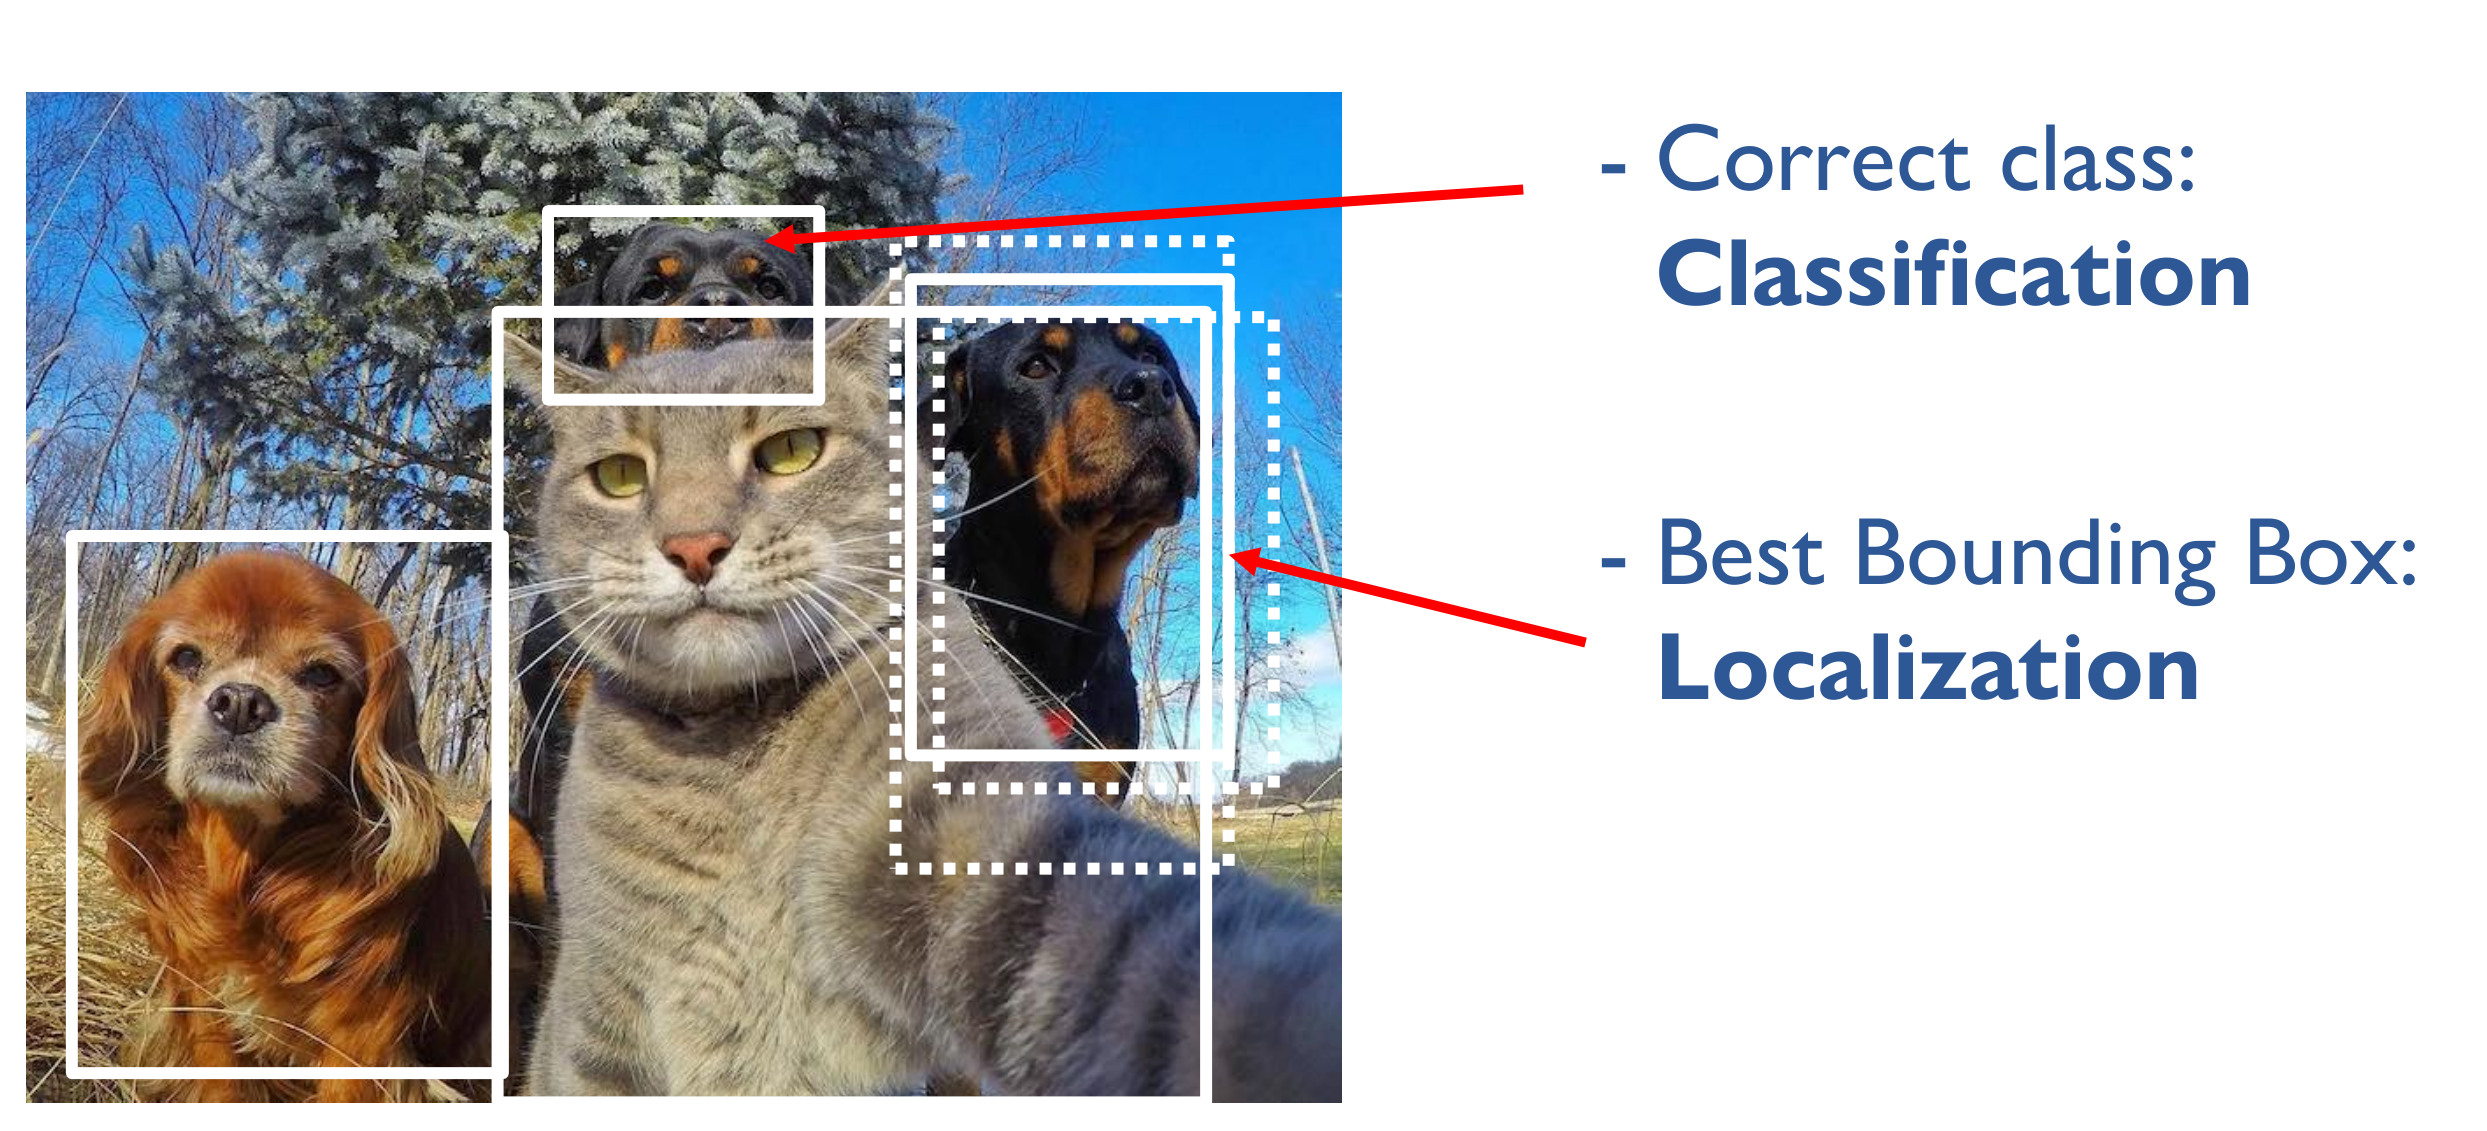 - Correct class:
Classification
- Best Bounding Box:
Localization